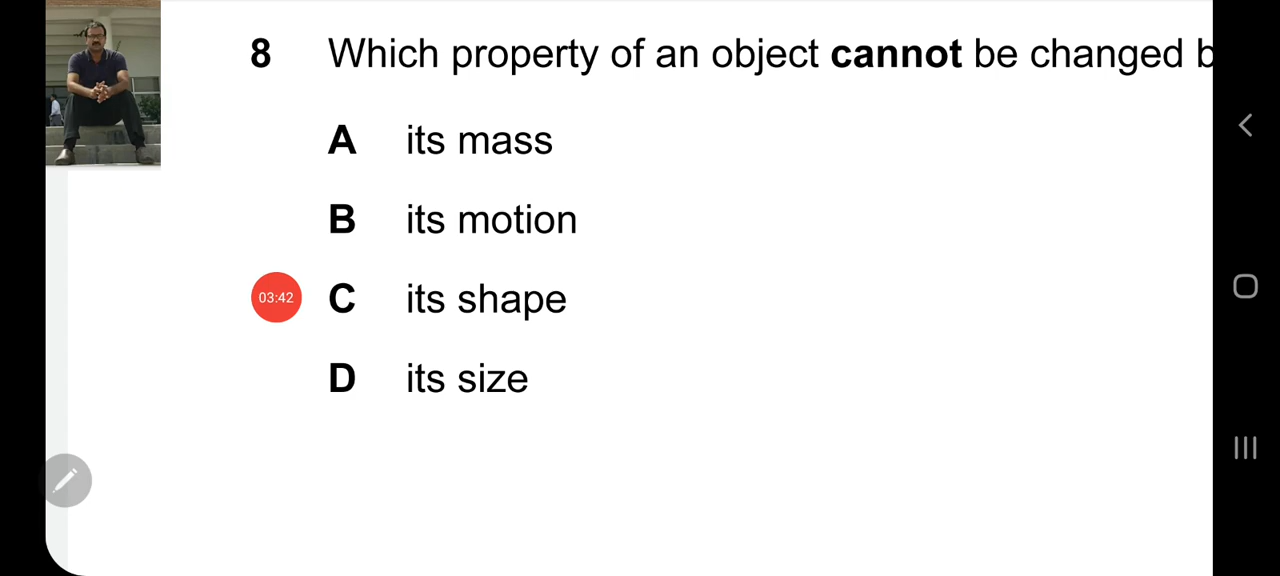 8 Which property of an object cannot be changed b
A its mass
B its motion
03:42 C its shape
D its size